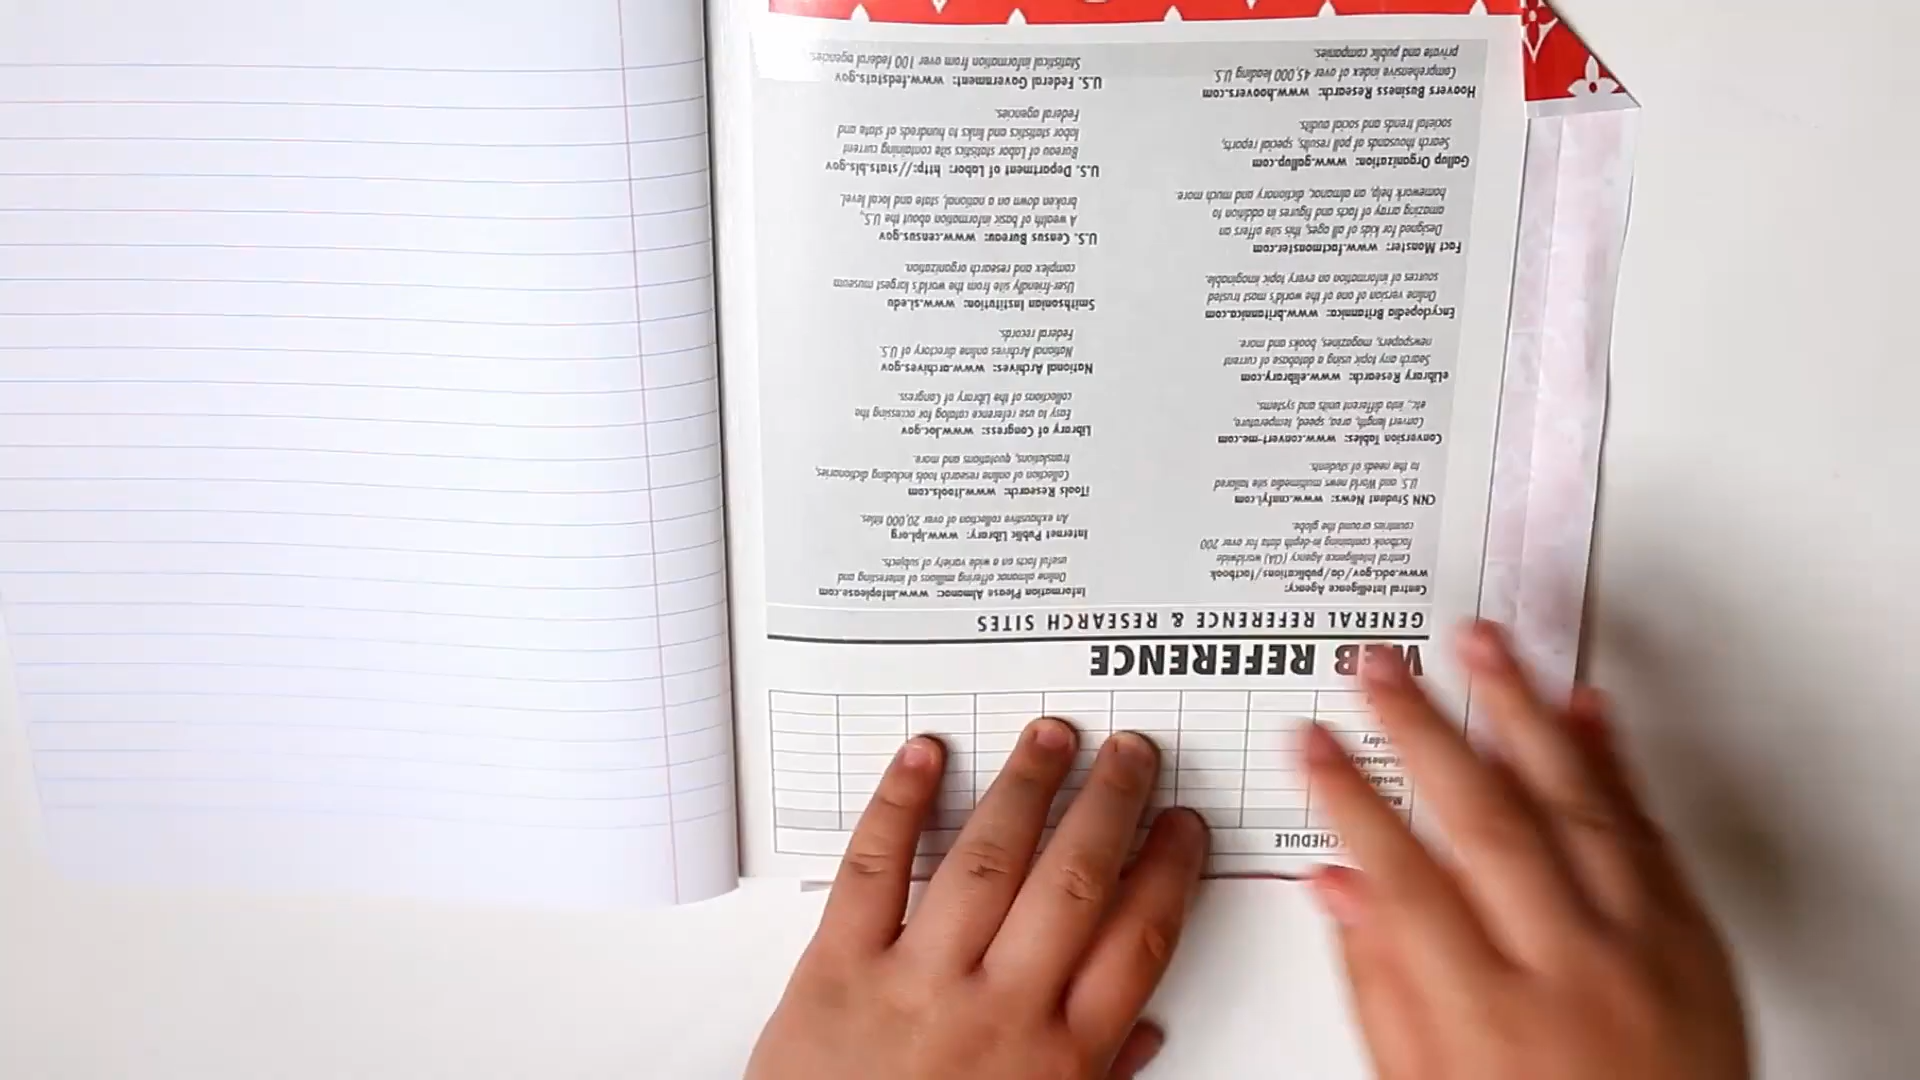 Tuesday
Wednesday
WEB REFERENCE
GENERAL REFERENCE & RESEARCH SITES
Central Intelligence Agency:
www.odci.gov/cia/publications/factbook
Central Intelligence Agency (CIA) worldwide
factbook containing in-depth data for over 200
countries around the globe.
CNN Student News: www.cnnfyi.com
U.S. and World news multimedia site tailored
to the needs of students.
Conversion Tables: www.convert-me.com
Convert length, area, speed, temperature,
etc., into different units and systems.
eLibrary Research: www.elibrary.com
Search any topic using a database of current
newspapers, magazines, books and more.
Encyclopedia Britannica: www.britannica.com
Online version of one of the world's most trusted
sources of information on every topic imaginable.
Fact Monster: www.factmonster.com
Designed for kids of all ages, this site offers an
amazing array of facts and figures in addition to
homework help, an almanac, dictionary and much more.
Gallup Organization: www.gallup.com
Search thousands of poll results, special reports,
societal trends and social audits.
Hoovers Business Research: www.hoovers.com
Comprehensive index of over 45,000 leading U.S.
private and public companies.
Information Please Almanac: www.infoplease.com
Online almanac offering millions of interesting and
useful facts on a wide variety of subjects.
Internet Public Library: www.ipl.org
An exhaustive collection of over 20,000 titles.
iTools Research: www.itools.com
Collection of online research tools including dictionaries,
translations, quotations and more.
Library of Congress: www.loc.gov
Easy to use reference catalog for accessing the
collections of the Library of Congress.
National Archives: www.archives.gov
National Archives online directory of U.S.
Federal records.
Smithsonian Institution: www.si.edu
User-friendly site from the world's largest museum
complex and research organization.
U.S. Census Bureau: www.census.gov
A wealth of basic information about the U.S.,
broken down on a national, state and local level.
U.S. Department of Labor: http://stats.bls.gov
Bureau of Labor statistics site containing current
labor statistics and links to hundreds of state and
Federal agencies.
U.S. Federal Government: www.fedstats.gov
Statistical information from over 100 federal agencies.